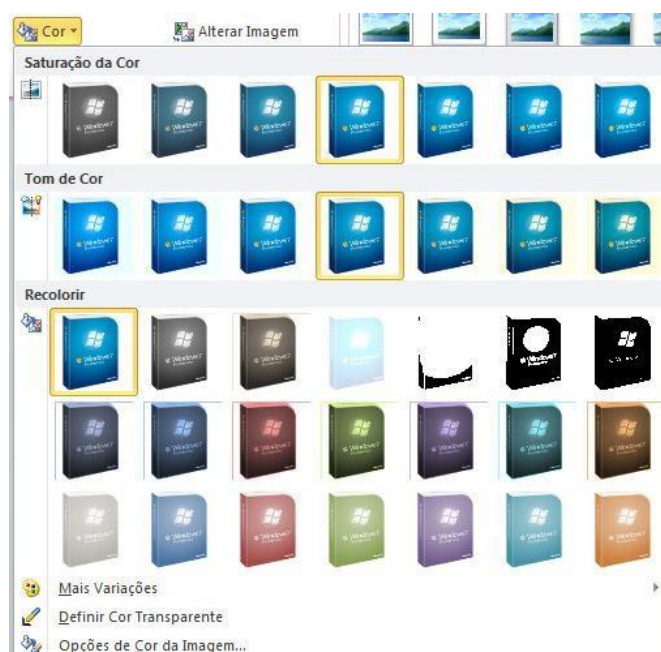 Cor
Alterar Imagem
Saturação da Cor
Tom de Cor
Recolorir
Mais Variações
Definir Cor Transparente
Opções de Cor da Imagem...